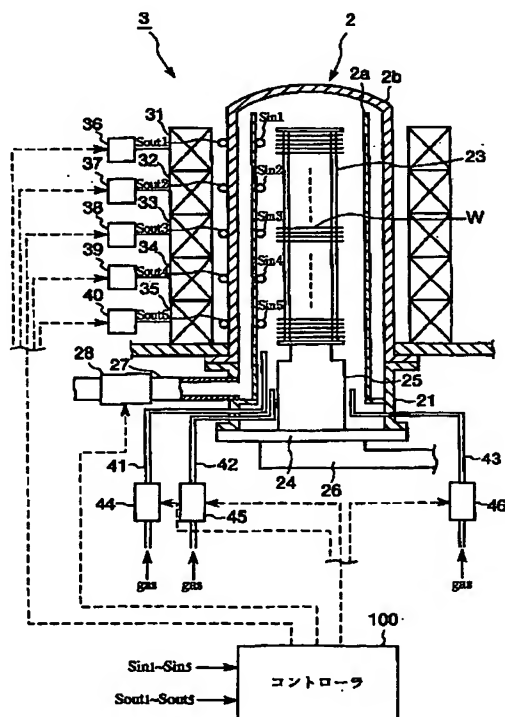 3
2
2a
2b
36
31
Sout1
Sin1
37
32
Sout2
Sin2
23
38
33
Sout3
Sin3
W
39
34
Sout4
Sin4
40
35
Sout5
Sin5
28
27
25
21
41
42
43
24
26
44
45
46
gas
gas
gas
100
Sin1~Sin5
コントローラ
Sout1~Sout5